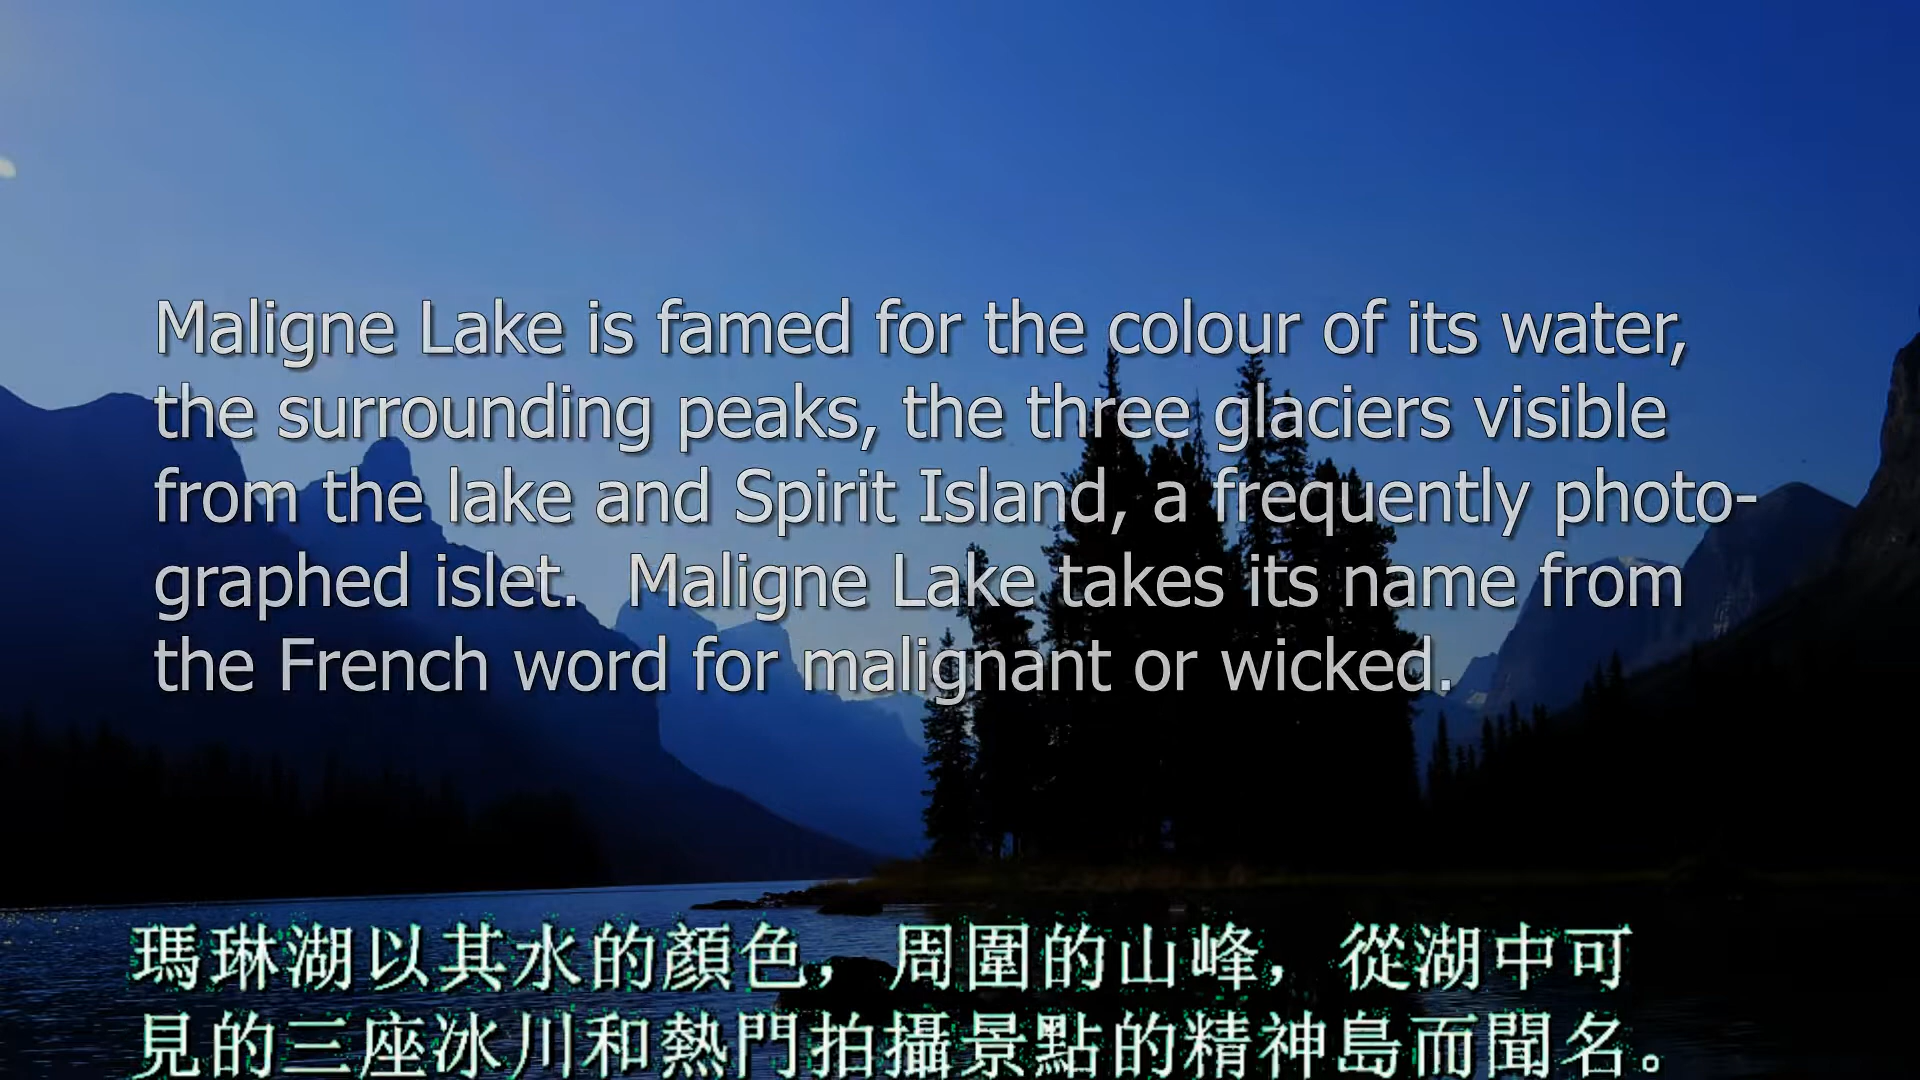 Maligne Lake is famed for the colour of its water,
the surrounding peaks, the three glaciers visible
from the lake and Spirit Island, a frequently photo-
graphed islet.  Maligne Lake takes its name from
the French word for malignant or wicked.
瑪琳湖以其水的顏色，周圍的山峰，從湖中可
見的三座冰川和熱門拍攝景點的精神島而聞名。